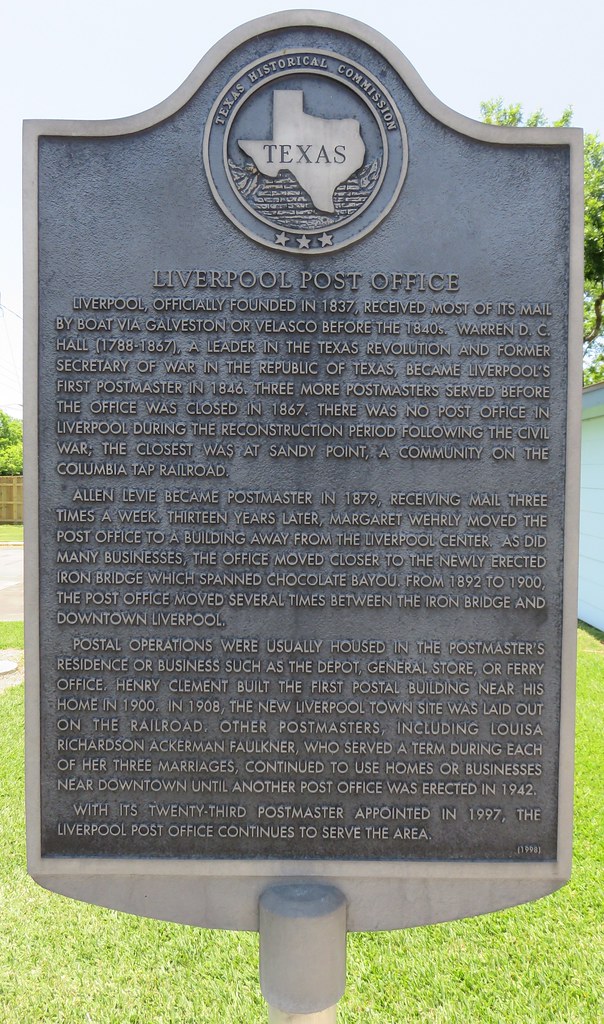 TEXAS HISTORICAL COMMISSION
TEXAS
LIVERPOOL POST OFFICE
LIVERPOOL, OFFICIALLY FOUNDED IN 1837, RECEIVED MOST OF ITS MAIL
BY BOAT VIA GALVESTON OR VELASCO BEFORE THE 1840s. WARREN D. C.
HALL (1788-1867), A LEADER IN THE TEXAS REVOLUTION AND FORMER
SECRETARY OF WAR IN THE REPUBLIC OF TEXAS, BECAME LIVERPOOL'S
FIRST POSTMASTER IN 1846. THREE MORE POSTMASTERS SERVED BEFORE
THE OFFICE WAS CLOSED IN 1867. THERE WAS NO POST OFFICE IN
LIVERPOOL DURING THE RECONSTRUCTION PERIOD FOLLOWING THE CIVIL
WAR; THE CLOSEST WAS AT SANDY POINT, A COMMUNITY ON THE
COLUMBIA TAP RAILROAD.
ALLEN LEVIE BECAME POSTMASTER IN 1879, RECEIVING MAIL THREE
TIMES A WEEK. THIRTEEN YEARS LATER, MARGARET WEHRLY MOVED THE
POST OFFICE TO A BUILDING AWAY FROM THE LIVERPOOL CENTER. AS DID
MANY BUSINESSES, THE OFFICE MOVED CLOSER TO THE NEWLY ERECTED
IRON BRIDGE WHICH SPANNED CHOCOLATE BAYOU. FROM 1892 TO 1900,
THE POST OFFICE MOVED SEVERAL TIMES BETWEEN THE IRON BRIDGE AND
DOWNTOWN LIVERPOOL.
POSTAL OPERATIONS WERE USUALLY HOUSED IN THE POSTMASTER'S
RESIDENCE OR BUSINESS SUCH AS THE DEPOT, GENERAL STORE, OR FERRY
OFFICE. HENRY CLEMENT BUILT THE FIRST POSTAL BUILDING NEAR HIS
HOME IN 1900. IN 1908, THE NEW LIVERPOOL TOWN SITE WAS LAID OUT
ON THE RAILROAD. OTHER POSTMASTERS, INCLUDING LOUISA
RICHARDSON ACKERMAN FAULKNER, WHO SERVED A TERM DURING EACH
OF HER THREE MARRIAGES, CONTINUED TO USE HOMES OR BUSINESSES
NEAR DOWNTOWN UNTIL ANOTHER POST OFFICE WAS ERECTED IN 1942.
WITH ITS TWENTY-THIRD POSTMASTER APPOINTED IN 1997, THE
LIVERPOOL POST OFFICE CONTINUES TO SERVE THE AREA.
(1998)